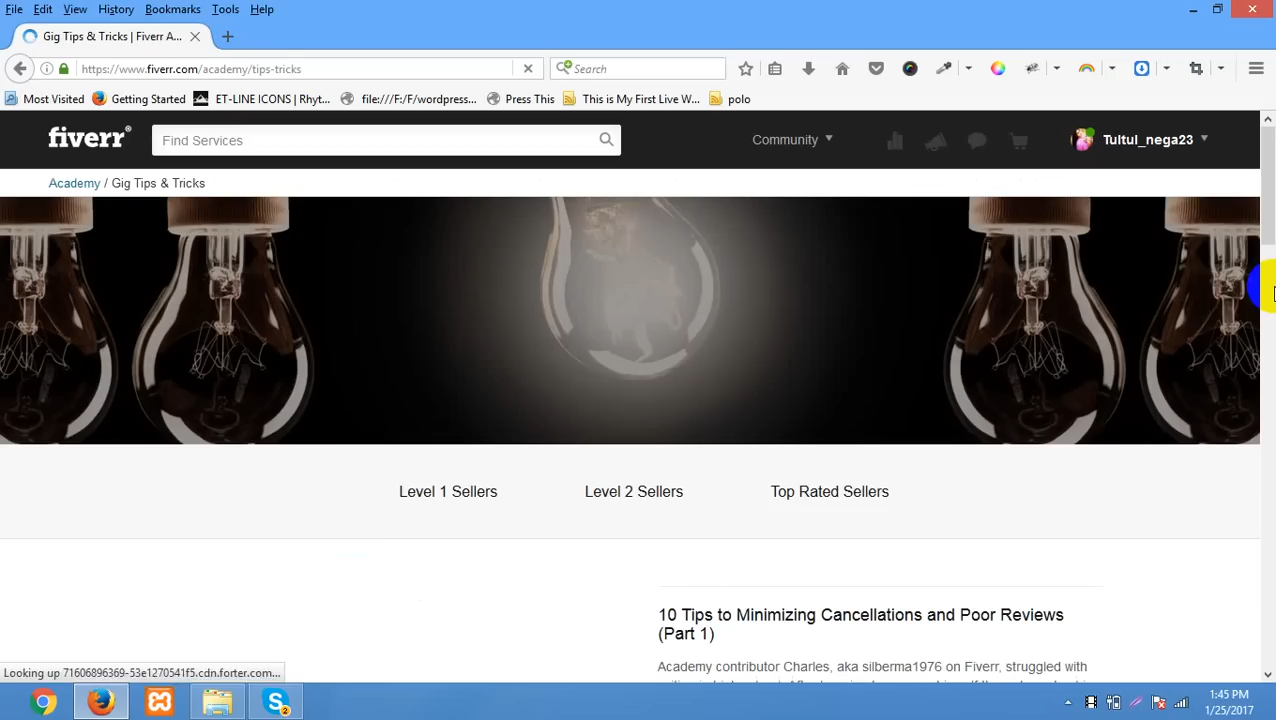 File Edit View History Bookmarks Tools Help
Gig Tips & Tricks | Fiverr A...
https://www.fiverr.com/academy/tips-tricks
Search
Most Visited Getting Started ET-LINE ICONS | Rhyt... file:///F:/F/wordpress... Press This This is My First Live W... polo
fiverr®
Find Services
Community
Tultul_nega23
Academy / Gig Tips & Tricks
Level 1 Sellers Level 2 Sellers Top Rated Sellers
10 Tips to Minimizing Cancellations and Poor Reviews
(Part 1)
Academy contributor Charles, aka silberma1976 on Fiverr, struggled with
Looking up 71606896369-53e1270541f5.cdn.forter.com...
2
1:45 PM
1/25/2017